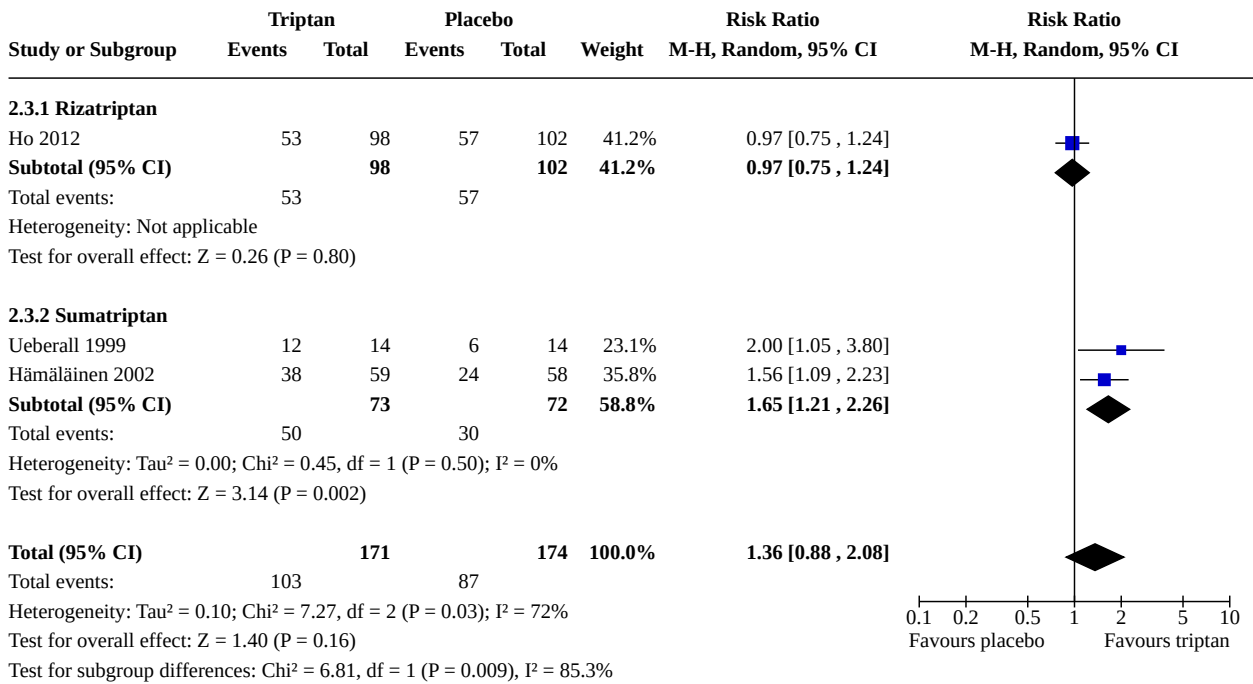 Triptan Placebo Risk Ratio Risk Ratio
Study or Subgroup Events Total Events Total Weight M-H, Random, 95% CI M-H, Random, 95% CI
2.3.1 Rizatriptan
Ho 2012 53 98 57 102 41.2% 0.97 [0.75 , 1.24]
Subtotal (95% CI) 98 102 41.2% 0.97 [0.75 , 1.24]
Total events: 53 57
Heterogeneity: Not applicable
Test for overall effect: Z = 0.26 (P = 0.80)
2.3.2 Sumatriptan
Ueberall 1999 12 14 6 14 23.1% 2.00 [1.05 , 3.80]
Hämäläinen 2002 38 59 24 58 35.8% 1.56 [1.09 , 2.23]
Subtotal (95% CI) 73 72 58.8% 1.65 [1.21 , 2.26]
Total events: 50 30
Heterogeneity: Tau² = 0.00; Chi² = 0.45, df = 1 (P = 0.50); I² = 0%
Test for overall effect: Z = 3.14 (P = 0.002)
Total (95% CI) 171 174 100.0% 1.36 [0.88 , 2.08]
Total events: 103 87
Heterogeneity: Tau² = 0.10; Chi² = 7.27, df = 2 (P = 0.03); I² = 72%
Test for overall effect: Z = 1.40 (P = 0.16)
Test for subgroup differences: Chi² = 6.81, df = 1 (P = 0.009), I² = 85.3%
0.1 0.2 0.5 1 2 5 10
Favours placebo Favours triptan